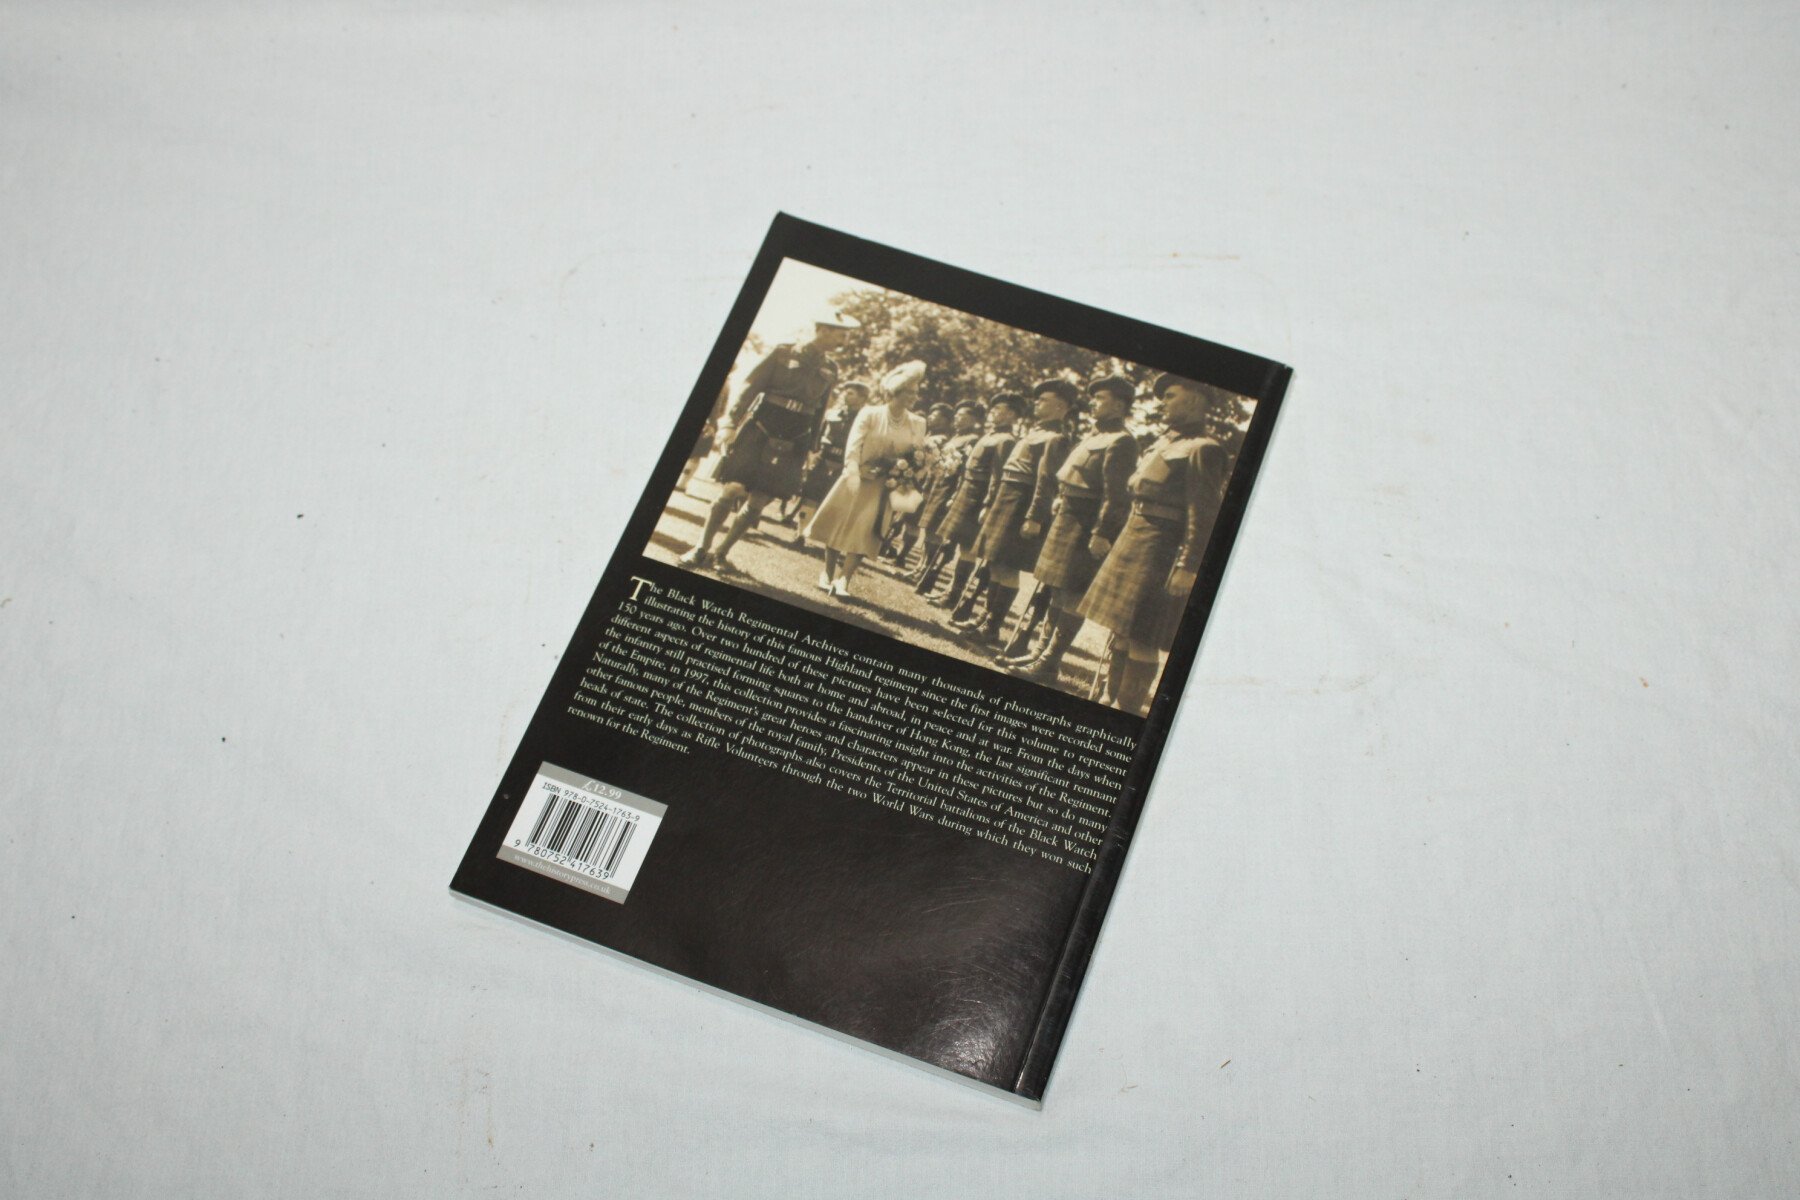 The Black Watch Regimental Archives contain many thousands of photographs graphically
illustrating the history of this famous Highland regiment since the first images were recorded some
150 years ago. Over two hundred of these pictures have been selected for this volume to represent
different aspects of regimental life both at home and abroad, in peace and at war. From the days when
the infantry still practised forming squares to the handover of Hong Kong, the last significant remnant
of the Empire, in 1997, this collection provides a fascinating insight into the activities of the Regiment.
Naturally, many of the Regiment's great heroes and characters appear in these pictures but so do many
other famous people, members of the royal family, Presidents of the United States of America and other
heads of state. The collection of photographs also covers the Territorial battalions of the Black Watch
from their early days as Rifle Volunteers through the two World Wars during which they won such
renown for the Regiment.
£12.99
ISBN 978-0-7524-1763-9
9 780752 417639
www.thehistorypress.co.uk